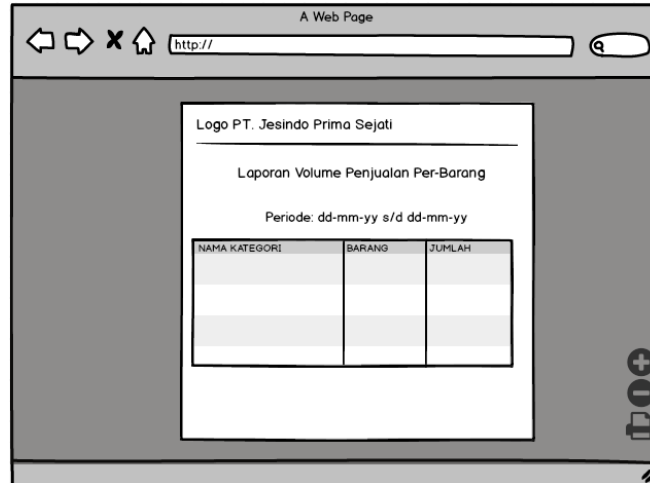 A Web Page
http://
Logo PT. Jesindo Prima Sejati
Laporan Volume Penjualan Per-Barang
Periode: dd-mm-yy s/d dd-mm-yy
NAMA KATEGORI BARANG JUMLAH